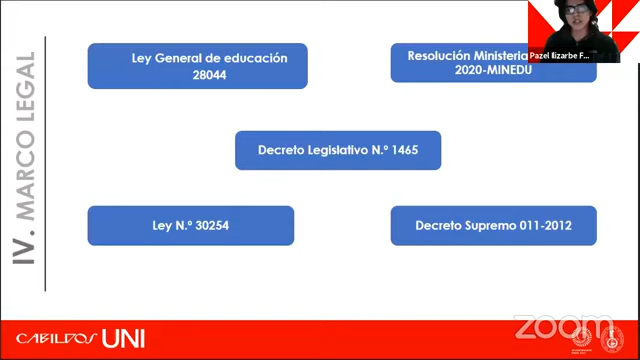 IV. MARCO LEGAL
Ley General de educación
28044
Resolución Ministeria
2020-MINEDU
Pazel Ilizarbe F...
Decreto Legislativo N.º 1465
Ley N.º 30254
Decreto Supremo 011-2012
CABILDOS UNI
zoom